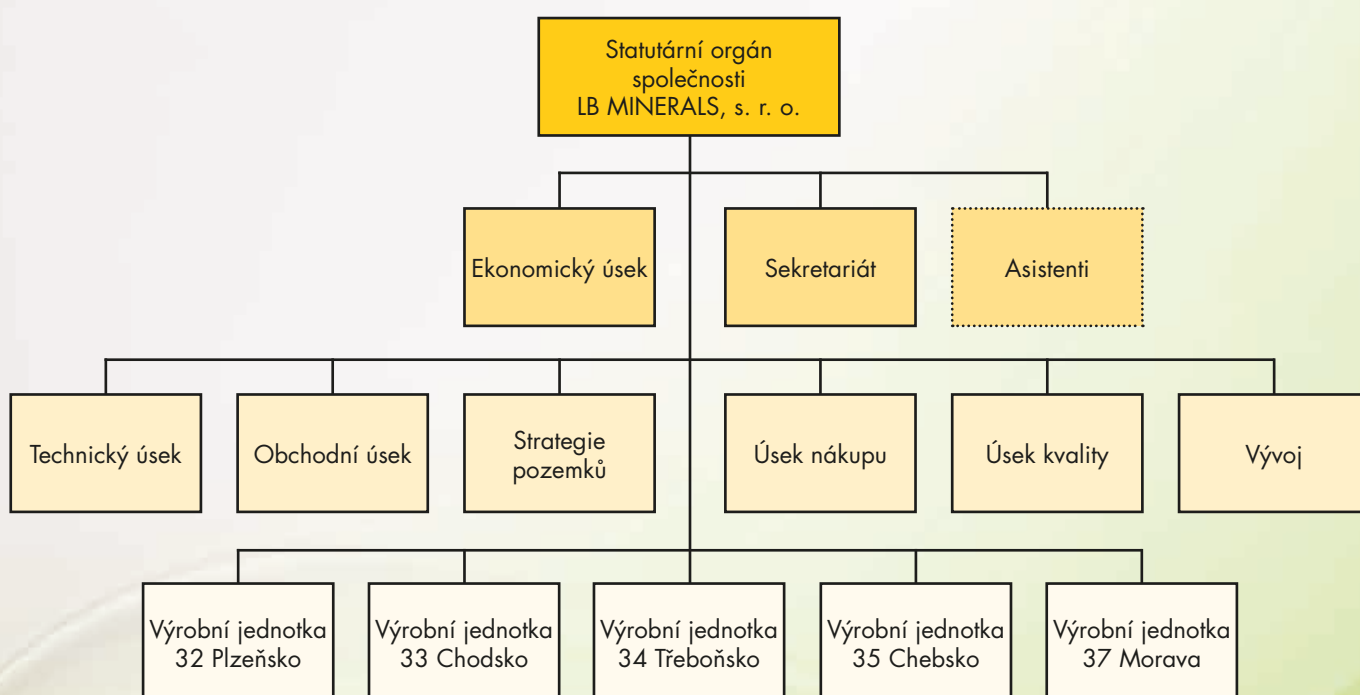 Statutární orgán
společnosti
LB MINERALS, s. r. o.
Ekonomický úsek
Sekretariát
Asistenti
Technický úsek
Obchodní úsek
Strategie
pozemků
Úsek nákupu
Úsek kvality
Vývoj
Výrobní jednotka
32 Plzeňsko
Výrobní jednotka
33 Chodsko
Výrobní jednotka
34 Třeboňsko
Výrobní jednotka
35 Chebsko
Výrobní jednotka
37 Morava